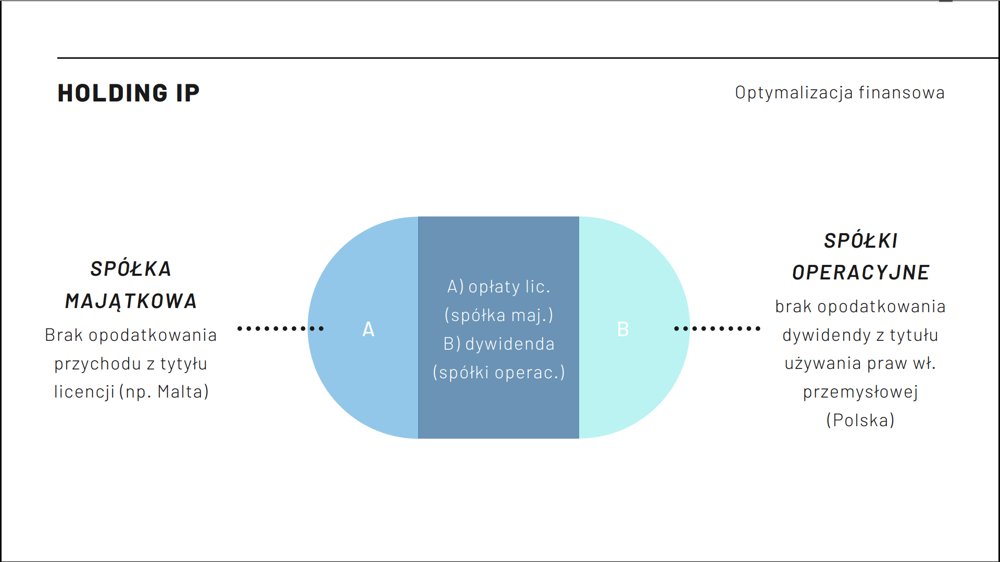 HOLDING IP
Optymalizacja finansowa
SPÓŁKA
MAJĄTKOWA
Brak opodatkowania
przychodu z tytyłu
licencji (np. Malta)
A
A) opłaty lic.
(spółka maj.)
B) dywidenda
(spółki operac.)
B
SPÓŁKI
OPERACYJNE
brak opodatkowania
dywidendy z tytułu
używania praw wł.
przemysłowej
(Polska)